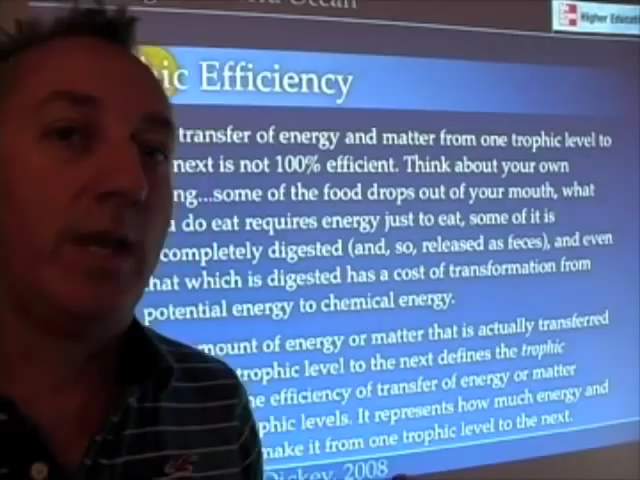 Ocean
Higher Educati
hic Efficiency
transfer of energy and matter from one trophic level to
next is not 100% efficient. Think about your own
ng...some of the food drops out of your mouth, what
u do eat requires energy just to eat, some of it is
completely digested (and, so, released as feces), and even
hat which is digested has a cost of transformation from
potential energy to chemical energy.
mount of energy or matter that is actually transferred
trophic level to the next defines the trophic
he efficiency of transfer of energy or matter
phic levels. It represents how much energy and
make it from one trophic level to the next.
Dickey, 2008